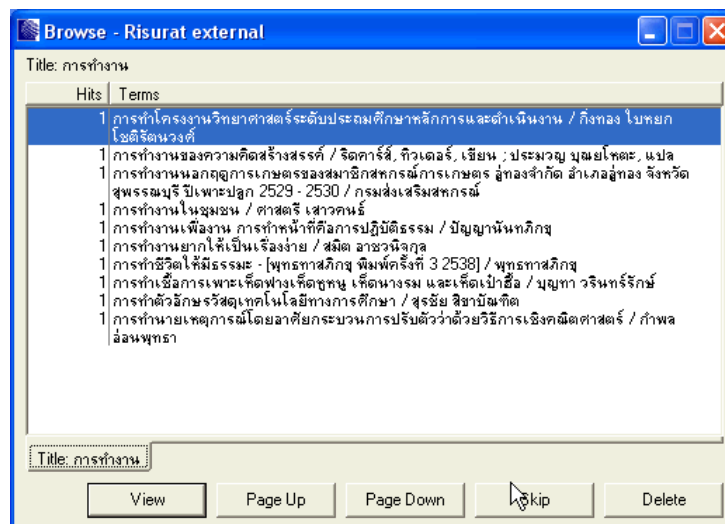 Browse - Risurat external
Title: การทำงาน
Hits Terms
1 การทำโครงงานวิทยาศาสตร์ระดับประถมศึกษาหลักการและดำเนินงาน / กิ่งทอง ใบหยก
โชติรัตนวงศ์
1 การทำงานของความคิดสร้างสรรค์ / ริดคาร์ส์, ทิวเดอร์, เขียน ; ประมวญ บุณยโหตะ, แปล
1 การทำงานนอกฤดูการเกษตรของสมาชิกสหกรณ์การเกษตร อู่ทองจำกัด อำเภออู่ทอง จังหวัด
สุพรรณบุรี ปีเพาะปลูก 2529 - 2530 / กรมส่งเสริมสหกรณ์
1 การทำงานในชุมชน / ศาสตรี เสาวคนธ์
1 การทำงานเพื่องาน การทำหน้าที่คือการปฏิบัติธรรม / ปัญญานันทภิกขุ
1 การทำงานยากให้เป็นเรื่องง่าย / สมิต อาชวนิจกุล
1 การทำชีวิตให้มีธรรมะ - [พุทธทาสภิกขุ พิมพ์ครั้งที่ 3 2538] / พุทธทาสภิกขุ
1 การทำเชื้อการเพาะเห็ดฟางเห็ดหูหนู เห็ดนางรม และเห็ดเป๋าฮื้อ / บุญทา วรินทร์รักษ์
1 การทำตัวอักษรวัสดุเทคโนโลยีทางการศึกษา / สุรชัย สิขาบัณฑิต
1 การทำนายเหตุการณ์โดยอาศัยกระบวนการปรับตัวว่าด้วยวิธีการเชิงคณิตศาสตร์ / กำพล
อ่อนพุทธา
Title: การทำงาน
View Page Up Page Down Skip Delete